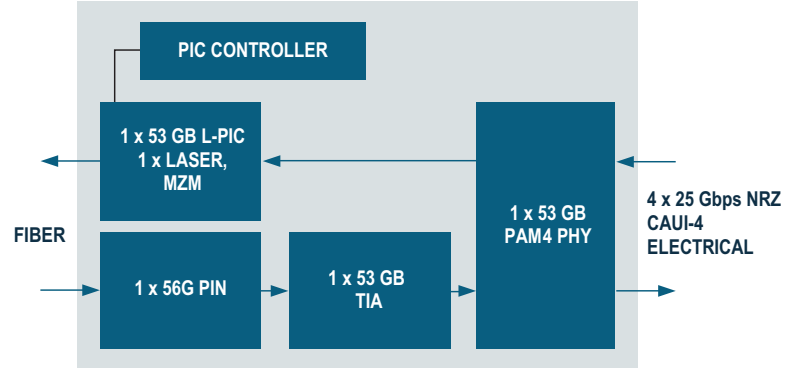 PIC CONTROLLER
1 x 53 GB L-PIC
1 x LASER,
MZM
FIBER
1 x 56G PIN
1 x 53 GB
TIA
1 x 53 GB
PAM4 PHY
4 x 25 Gbps NRZ
CAUI-4
ELECTRICAL